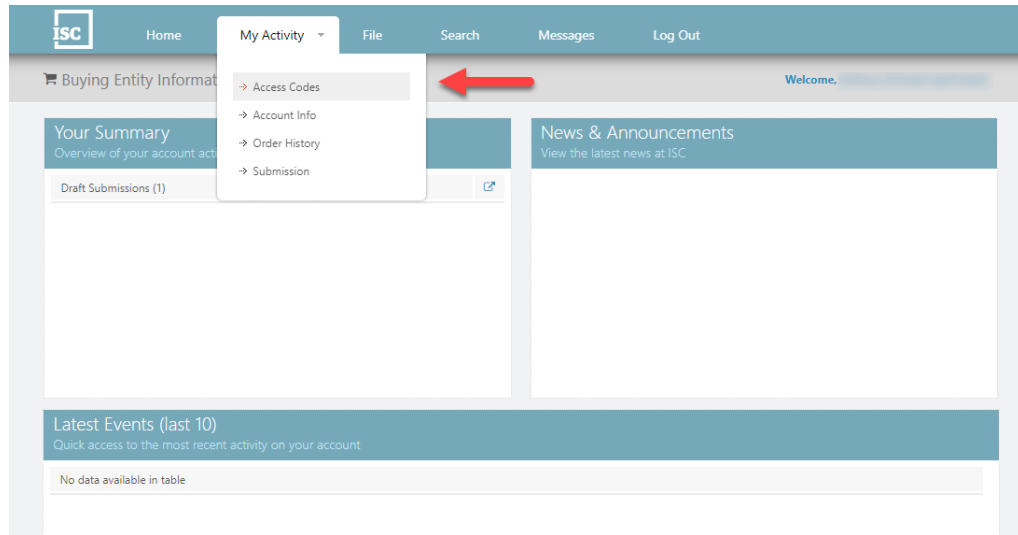 ISC
Home
My Activity
File
Search
Messages
Log Out
Buying Entity Informat
Welcome,
Access Codes
Account Info
Order History
Submission
Your Summary
Overview of your account acti
Draft Submissions (1)
News & Announcements
View the latest news at ISC
Latest Events (last 10)
Quick access to the most recent activity on your account
No data available in table